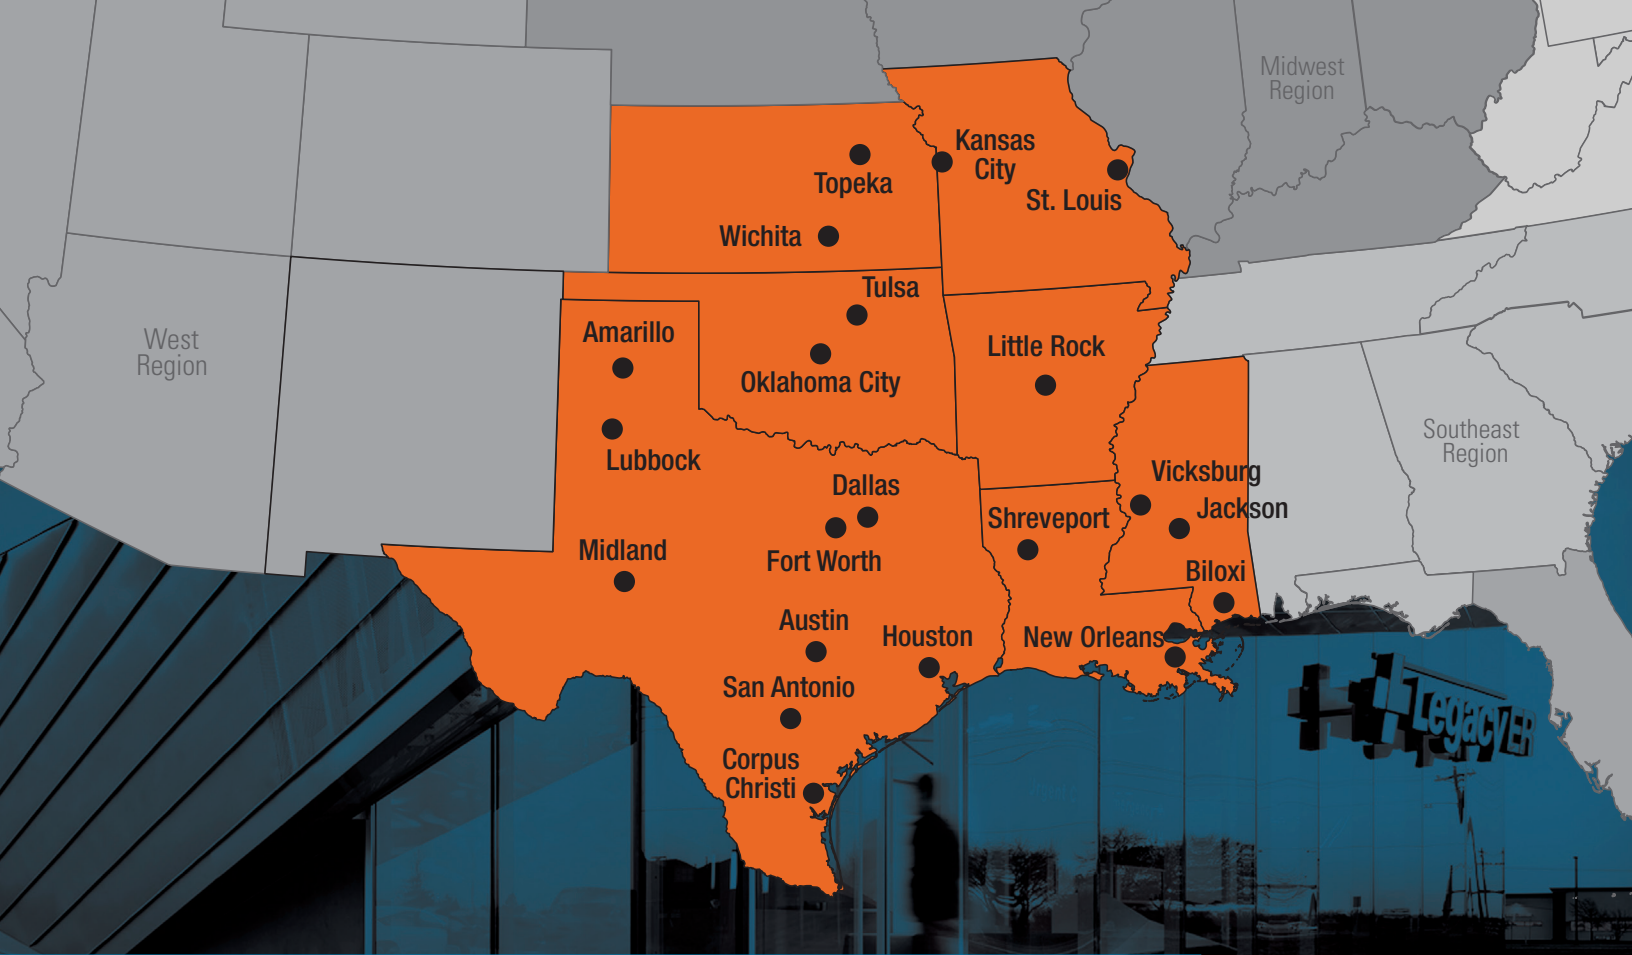 Midwest
Region
Kansas
City
Topeka
St. Louis
Wichita
Tulsa
Amarillo
West
Region
Little Rock
Oklahoma City
Southeast
Region
Lubbock
Vicksburg
Dallas
Jackson
Shreveport
Midland
Fort Worth
Biloxi
Austin
Houston
New Orleans
San Antonio
LegacyER
Corpus
Christi